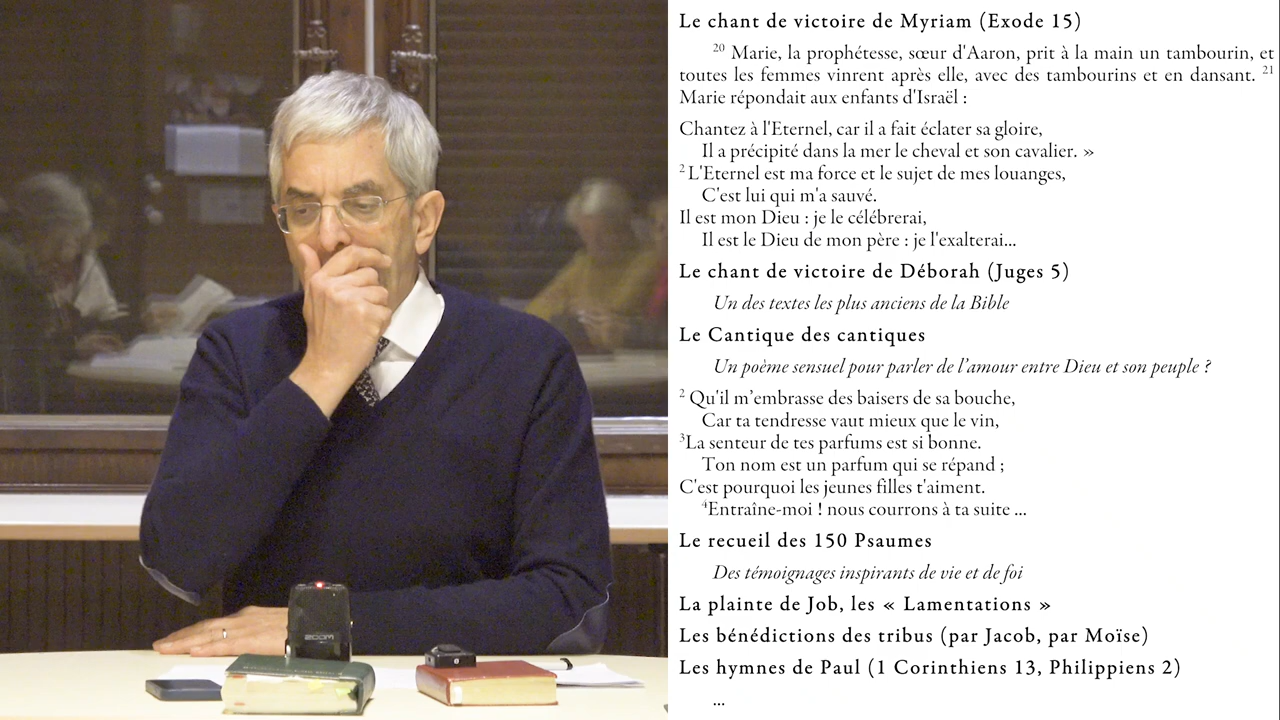 Le chant de victoire de Myriam (Exode 15)
20 Marie, la prophétesse, sœur d'Aaron, prit à la main un tambourin, et
toutes les femmes vinrent après elle, avec des tambourins et en dansant. 21
Marie répondait aux enfants d'Israël :
Chantez à l'Eternel, car il a fait éclater sa gloire,
Il a précipité dans la mer le cheval et son cavalier. »
2 L'Eternel est ma force et le sujet de mes louanges,
C'est lui qui m'a sauvé.
Il est mon Dieu : je le célébrerai,
Il est le Dieu de mon père : je l'exalterai...
Le chant de victoire de Déborah (Juges 5)
Un des textes les plus anciens de la Bible
Le Cantique des cantiques
Un poème sensuel pour parler de l'amour entre Dieu et son peuple ?
2 Qu'il m'embrasse des baisers de sa bouche,
Car ta tendresse vaut mieux que le vin,
3La senteur de tes parfums est si bonne.
Ton nom est un parfum qui se répand ;
C'est pourquoi les jeunes filles t'aiment.
4Entraîne-moi ! nous courrons à ta suite ...
Le recueil des 150 Psaumes
Des témoignages inspirants de vie et de foi
La plainte de Job, les « Lamentations »
Les bénédictions des tribus (par Jacob, par Moïse)
Les hymnes de Paul (1 Corinthiens 13, Philippiens 2)
...
zoom